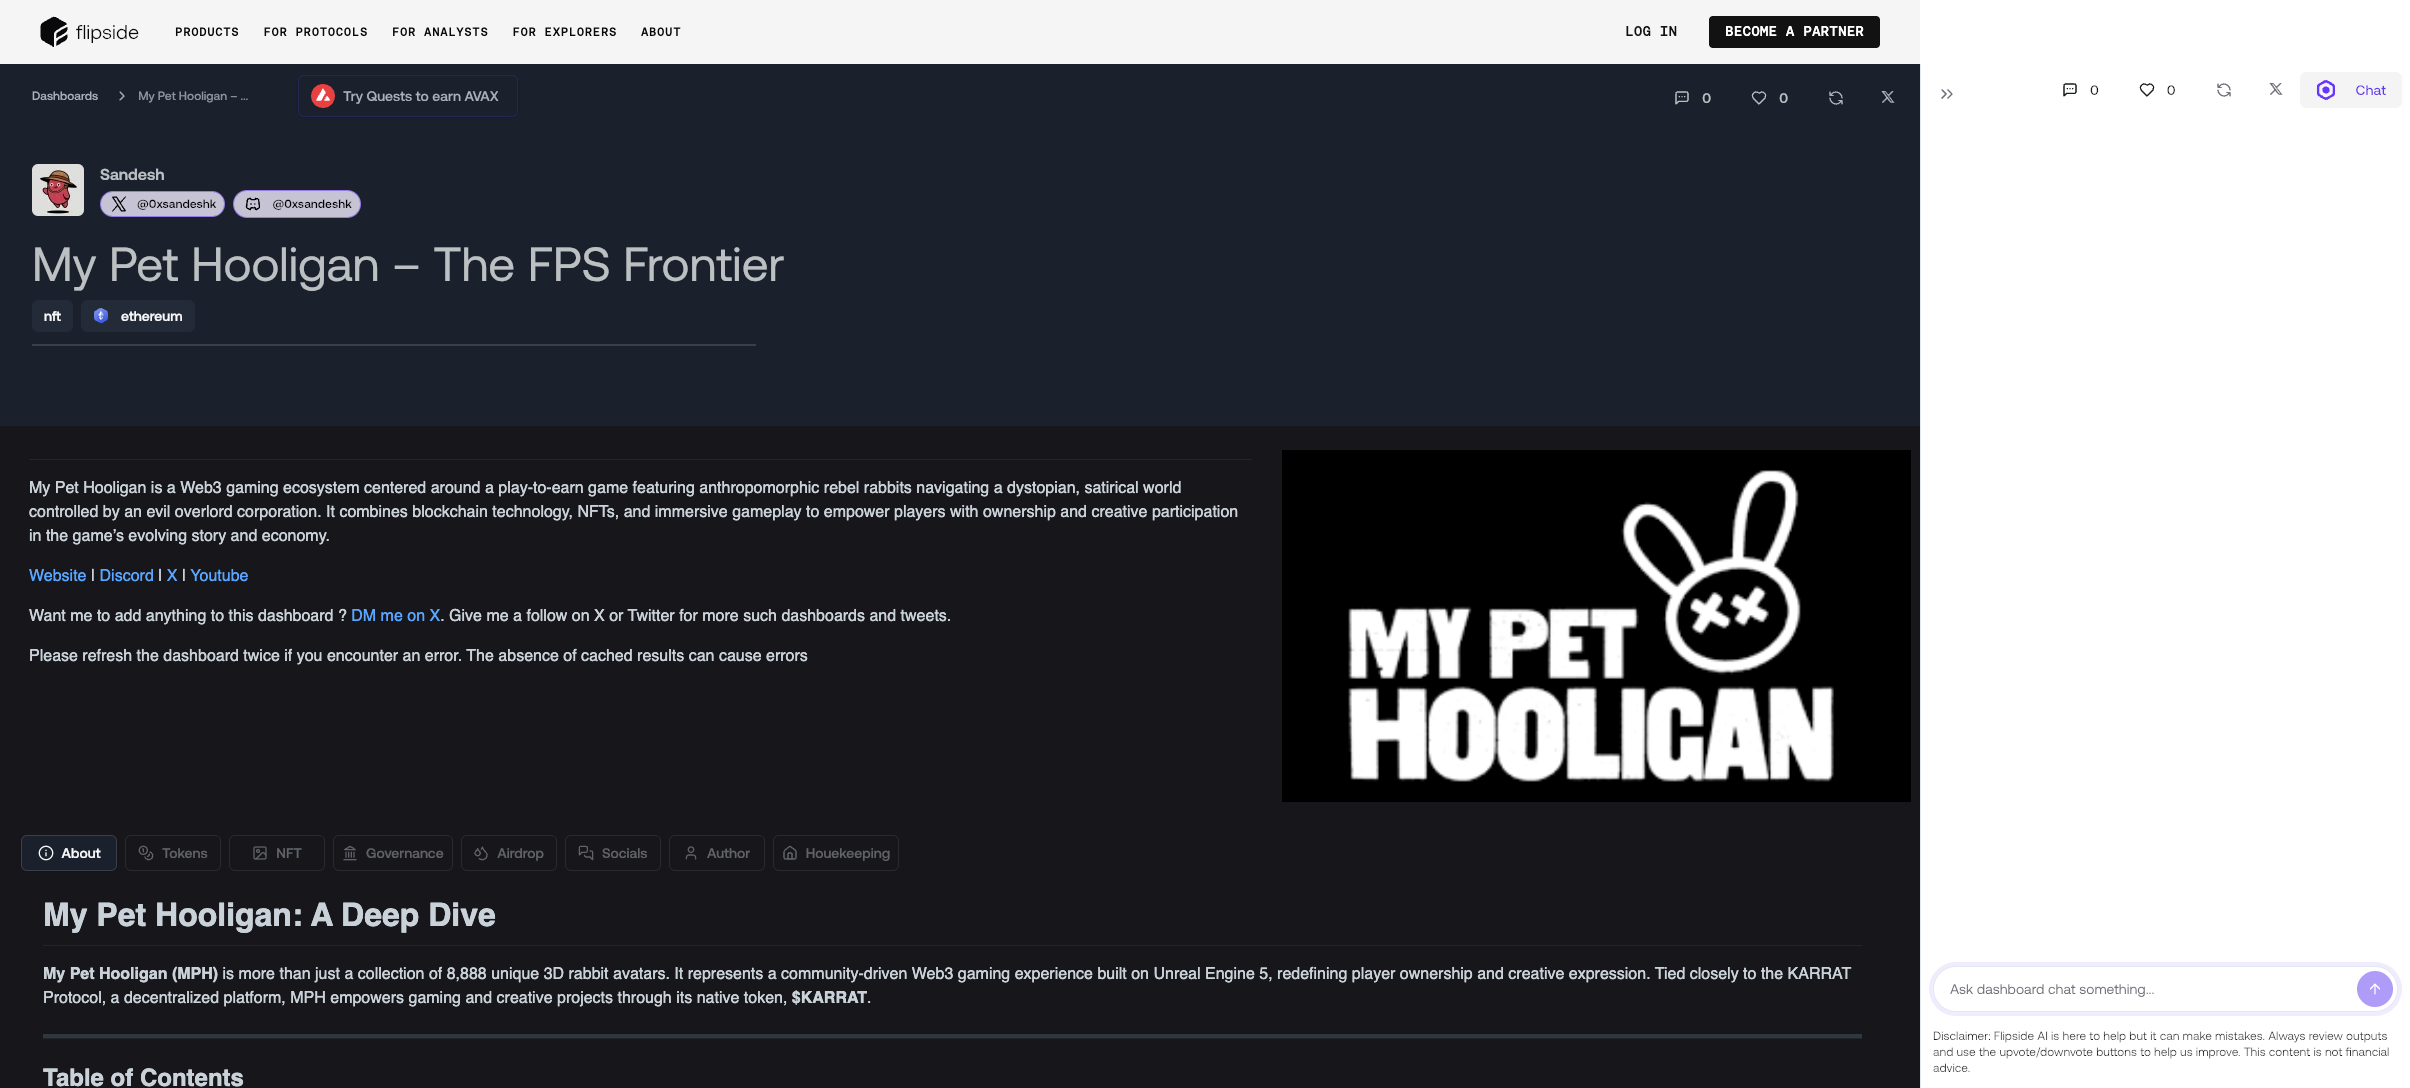 flipside
PRODUCTS FOR PROTOCOLS FOR ANALYSTS FOR EXPLORERS ABOUT
LOG IN BECOME A PARTNER
Dashboards My Pet Hooligan – ... Try Quests to earn AVAX
0 0
0 0 Chat
Sandesh
@0xsandeshk @0xsandeshk
My Pet Hooligan – The FPS Frontier
nft ethereum
My Pet Hooligan is a Web3 gaming ecosystem centered around a play-to-earn game featuring anthropomorphic rebel rabbits navigating a dystopian, satirical world
controlled by an evil overlord corporation. It combines blockchain technology, NFTs, and immersive gameplay to empower players with ownership and creative participation
in the game’s evolving story and economy.
Website | Discord | X | Youtube
Want me to add anything to this dashboard ? DM me on X. Give me a follow on X or Twitter for more such dashboards and tweets.
Please refresh the dashboard twice if you encounter an error. The absence of cached results can cause errors
MY PET
HOOLIGAN
About Tokens NFT Governance Airdrop Socials Author Houekeeping
My Pet Hooligan: A Deep Dive
My Pet Hooligan (MPH) is more than just a collection of 8,888 unique 3D rabbit avatars. It represents a community-driven Web3 gaming experience built on Unreal Engine 5, redefining player ownership and creative expression. Tied closely to the KARRAT
Protocol, a decentralized platform, MPH empowers gaming and creative projects through its native token, $KARRAT.
Table of Contents
Ask dashboard chat something...
Disclaimer: Flipside AI is here to help but it can make mistakes. Always review outputs
and use the upvote/downvote buttons to help us improve. This content is not financial
advice.